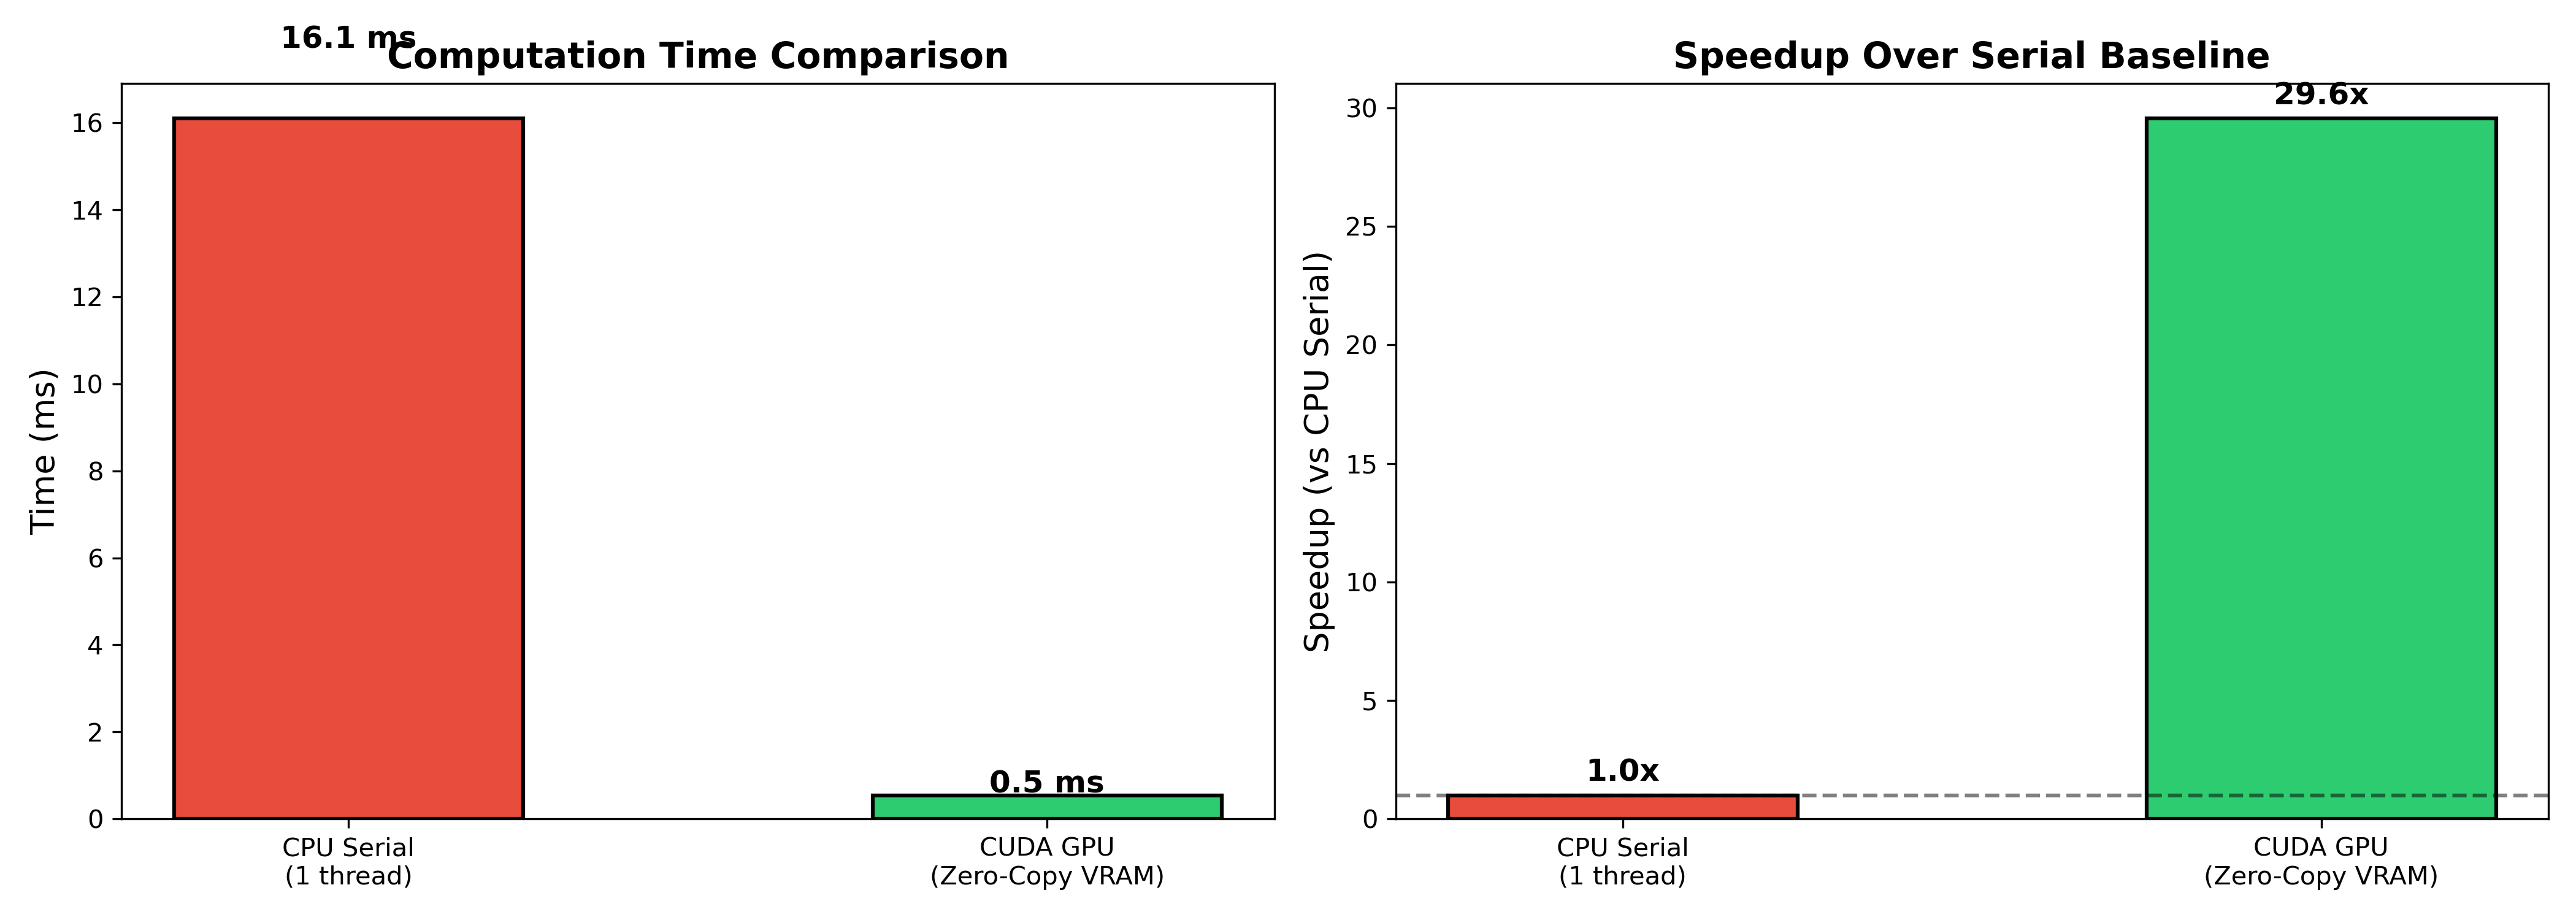 16.1 ms
Computation Time Comparison
Time (ms)
16
14
12
10
8
6
4
2
0
0.5 ms
CPU Serial
(1 thread)
CUDA GPU
(Zero-Copy VRAM)
Speedup Over Serial Baseline
Speedup (vs CPU Serial)
30
25
20
15
10
5
0
29.6x
1.0x
CPU Serial
(1 thread)
CUDA GPU
(Zero-Copy VRAM)